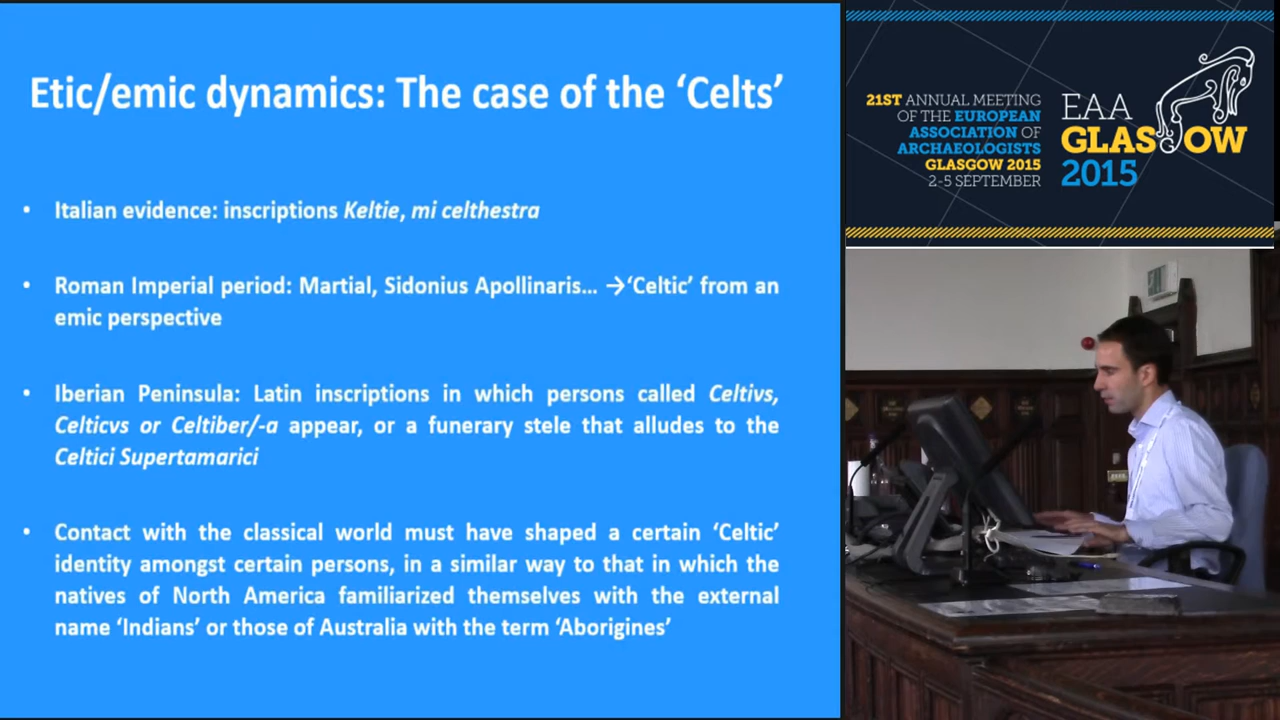 Etic/emic dynamics: The case of the ‘Celts’
• Italian evidence: inscriptions Keltie, mi celthestra
• Roman Imperial period: Martial, Sidonius Apollinaris... →‘Celtic’ from an
emic perspective
• Iberian Peninsula: Latin inscriptions in which persons called Celtivs,
Celticvs or Celtiber/-a appear, or a funerary stele that alludes to the
Celtici Supertamarici
• Contact with the classical world must have shaped a certain ‘Celtic’
identity amongst certain persons, in a similar way to that in which the
natives of North America familiarized themselves with the external
name ‘Indians’ or those of Australia with the term ‘Aborigines’
21ST ANNUAL MEETING
OF THE EUROPEAN
ASSOCIATION OF
ARCHAEOLOGISTS
GLASGOW 2015
2-5 SEPTEMBER
EAA
GLASGOW
2015